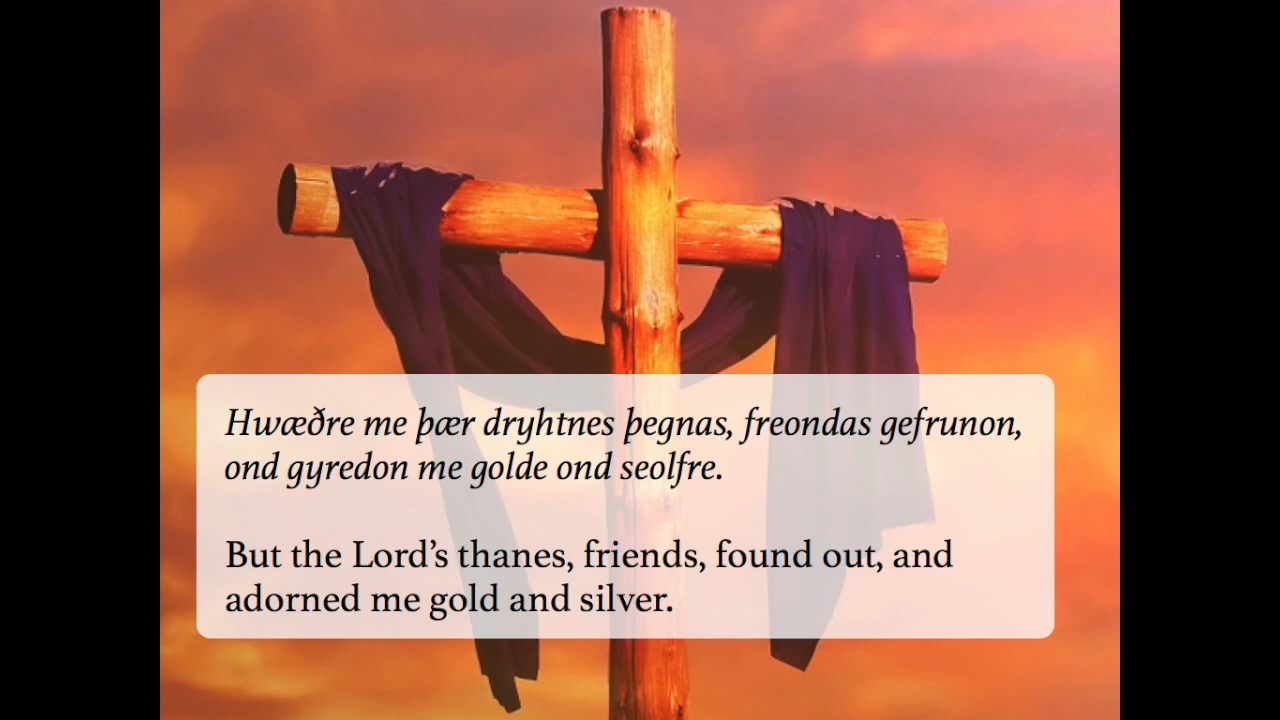 Hwæðre me þær dryhtnes þegnas, freondas gefrunon,
ond gyredon me golde ond seolfre.
But the Lord’s thanes, friends, found out, and
adorned me gold and silver.